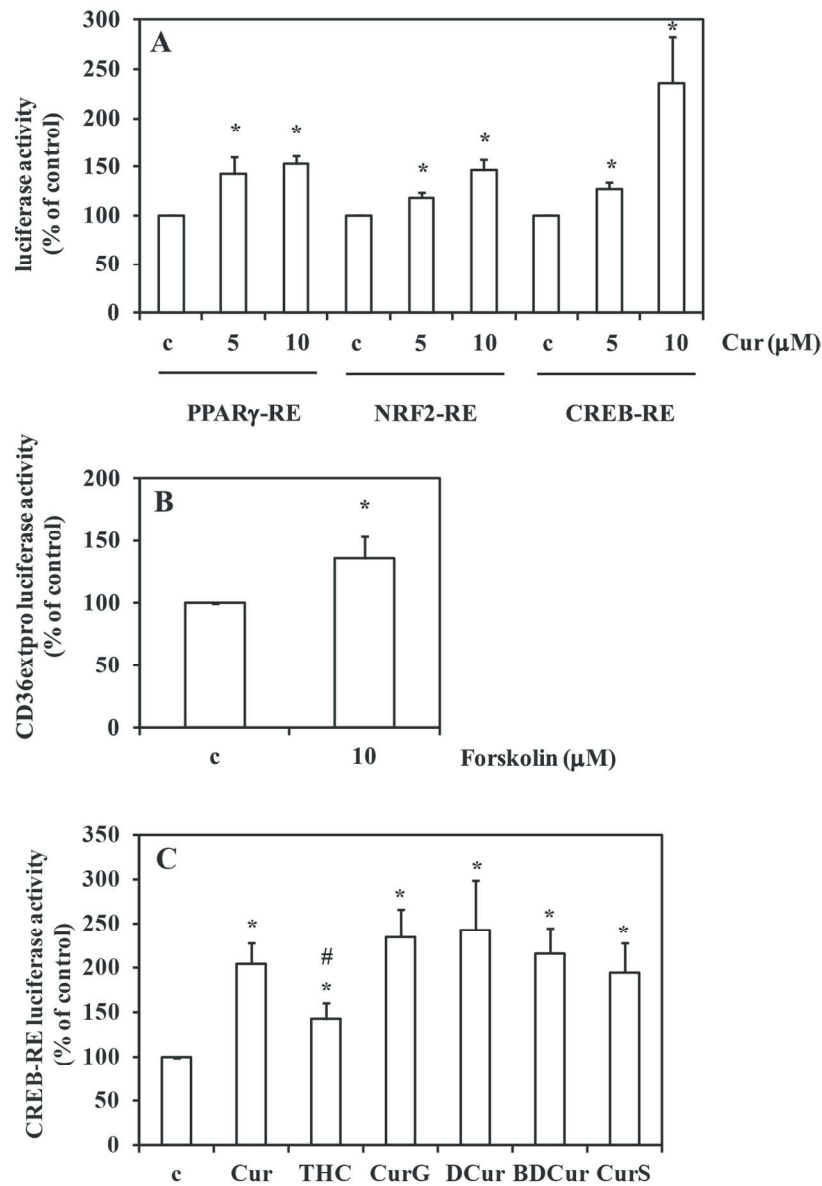 A
luciferase activity
(% of control)
300
250
200
150
100
50
0
* * * * * *
c 5 10 c 5 10 c 5 10 Cur (μM)
PPARγ-RE NRF2-RE CREB-RE
B
CD36extpro luciferase activity
(% of control)
200
150
100
50
0
*
c 10 Forskolin (μM)
C
CREB-RE luciferase activity
(% of control)
350
300
250
200
150
100
50
0
* # * * * * *
c Cur THC CurG DCur BDCur CurS